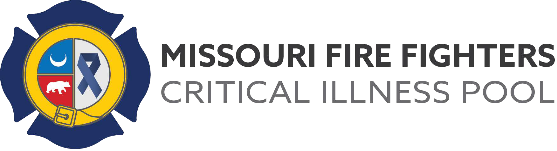 MISSOURI FIRE FIGHTERS
CRITICAL ILLNESS POOL